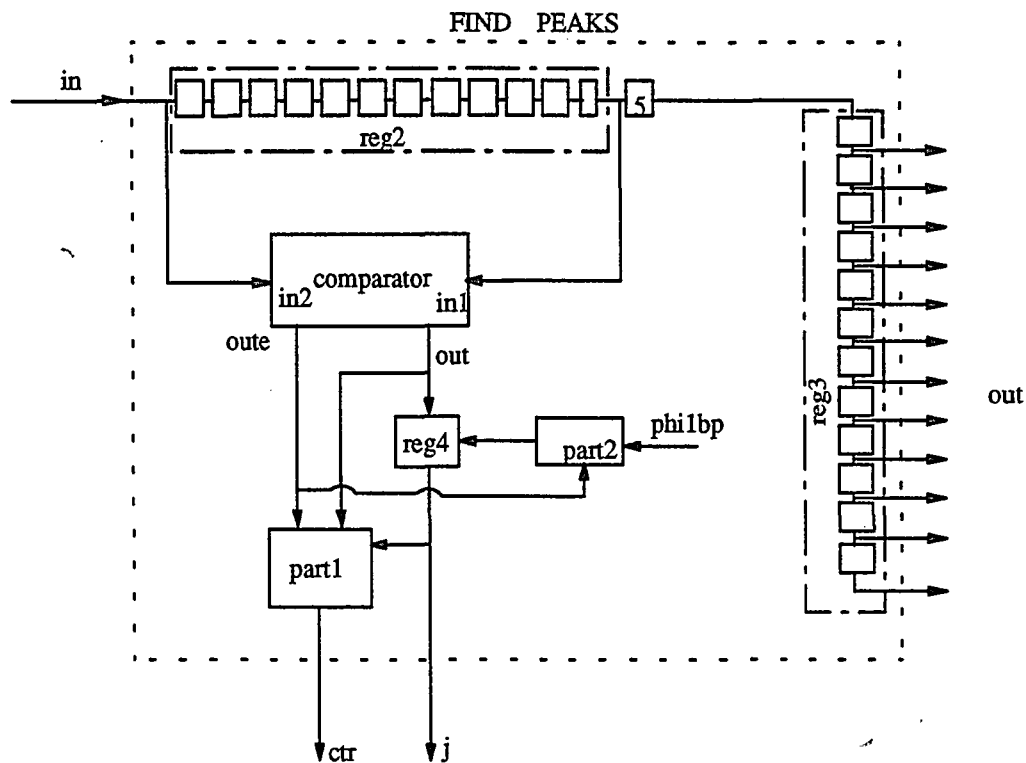 FIND PEAKS
in
5
reg2
comparator
in2
in1
oute
out
reg3
out
reg4
part2
phi1bp
part1
ctr
j